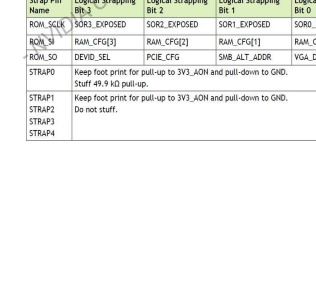 Strap Pin Name Logical Strapping Bit 3 Logical Strapping Bit 2 Logical Strapping Bit 1 Bit 0
ROM_SCLK SOR3_EXPOSED SOR2_EXPOSED SOR1_EXPOSED SOR0_
ROM_SI RAM_CFG[3] RAM_CFG[2] RAM_CFG[1] RAM_C
ROM_SO DEVID_SEL PCIE_CFG SMB_ALT_ADDR VGA_D
STRAP0 Keep foot print for pull-up to 3V3_AON and pull-down to GND.
Stuff 49.9 kΩ pull-up.
STRAP1 Keep foot print for pull-up to 3V3_AON and pull-down to GND.
STRAP2 Do not stuff.
STRAP3
STRAP4